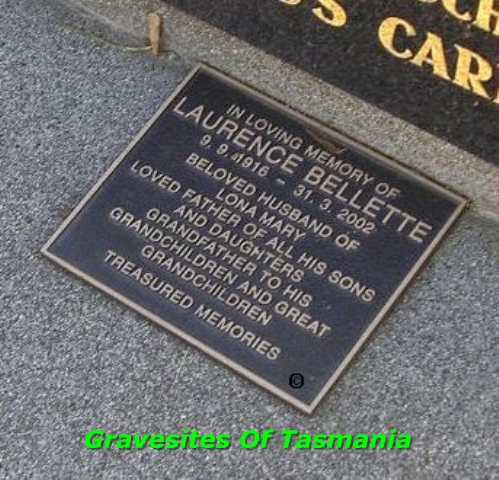 'S CAR
IN LOVING MEMORY OF
LAURENCE BELLETTE
9. 9. 1916 - 31. 3. 2002
BELOVED HUSBAND OF
LONA MARY
LOVED FATHER OF ALL HIS SONS
AND DAUGHTERS
GRANDFATHER TO HIS
GRANDCHILDREN AND GREAT
GRANDCHILDREN
TREASURED MEMORIES
©
Gravesites Of Tasmania